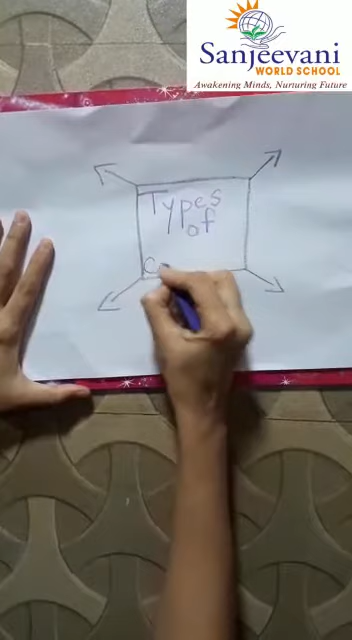 Sanjeevani
WORLD SCHOOL
Awakening Minds, Nurturing Future
Types
of
C